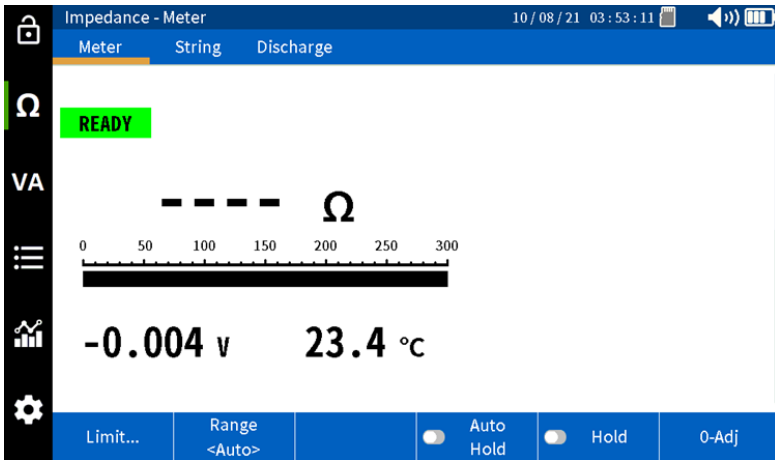 Impedance - Meter 10/08/21 03:53:11
Meter String Discharge
Ω
READY
VA
---- Ω
0 50 100 150 200 250 300
-0.004 V 23.4 °C
Limit... Range <Auto> Auto Hold Hold 0-Adj